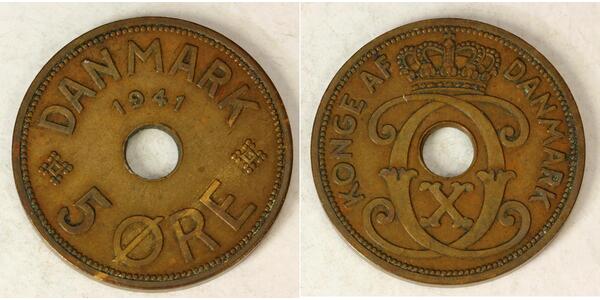 DANMARK
1941
5 ØRE
KONGE AF DANMARK
C X